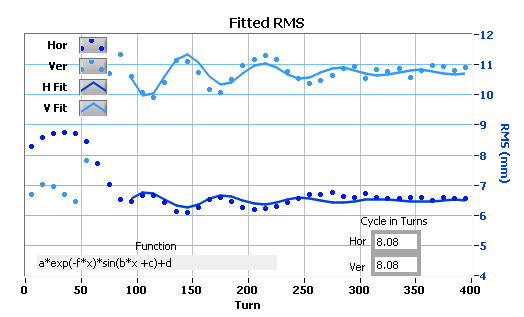 Fitted RMS
Hor
Ver
H Fit
V Fit
12
11
10
9
8
7
6
5
4
RMS (mm)
Cycle in Turns
Hor 8.08
Ver 8.08
Function
a*exp(-f*x)*sin(b*x +c)+d
0 50 100 150 200 250 300 350 400
Turn